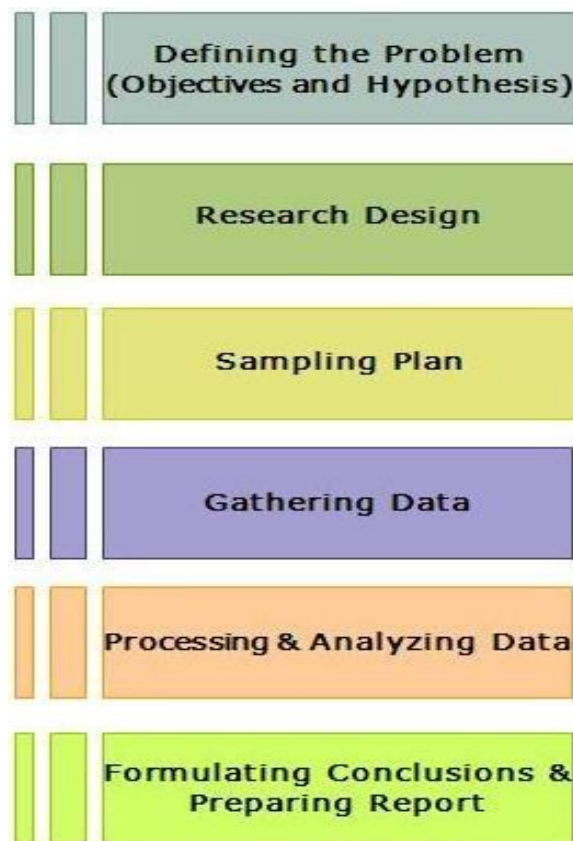 Defining the Problem
(Objectives and Hypothesis)
Research Design
Sampling Plan
Gathering Data
Processing & Analyzing Data
Formulating Conclusions &
Preparing Report